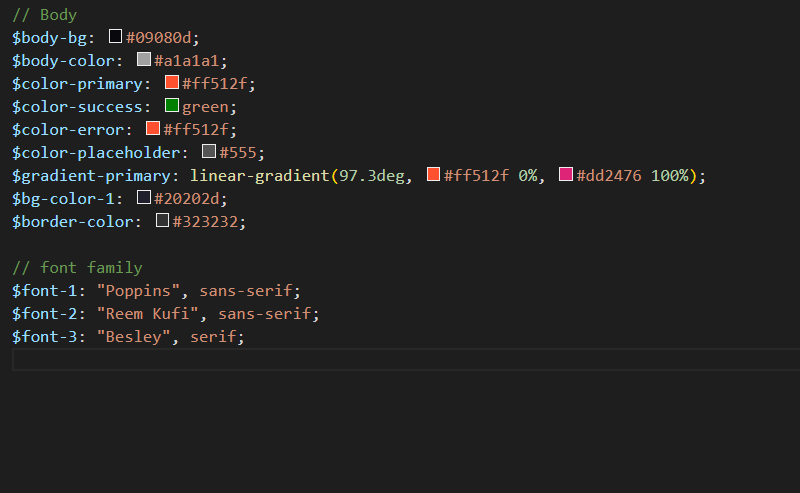 // Body
$body-bg: #09080d;
$body-color: #a1a1a1;
$color-primary: #ff512f;
$color-success: green;
$color-error: #ff512f;
$color-placeholder: #555;
$gradient-primary: linear-gradient(97.3deg, #ff512f 0%, #dd2476 100%);
$bg-color-1: #20202d;
$border-color: #323232;
// font family
$font-1: "Poppins", sans-serif;
$font-2: "Reem Kufi", sans-serif;
$font-3: "Besley", serif;